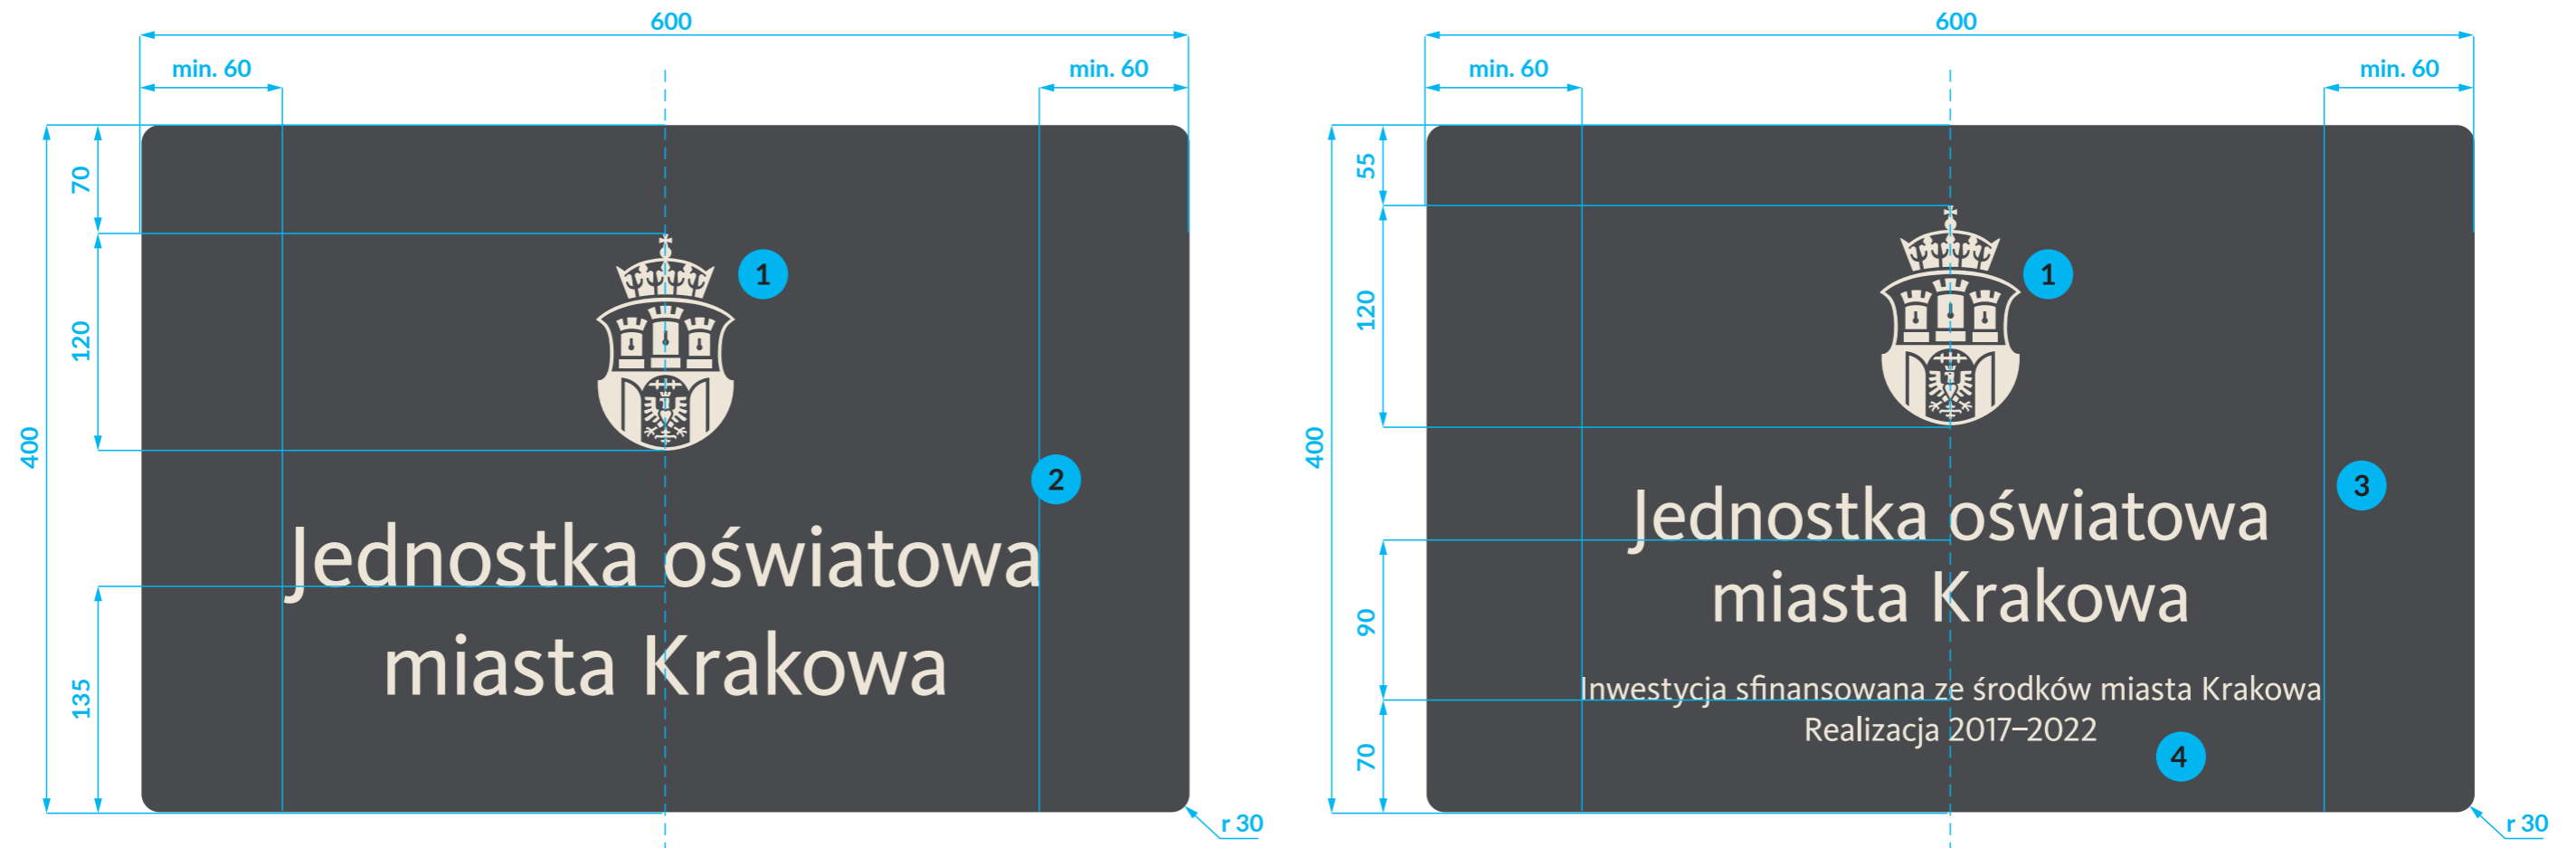 600
min. 60
min. 60
400
70
120
135
1
2
Jednostka oświatowa
miasta Krakowa
r 30
600
min. 60
min. 60
400
55
120
90
70
1
3
Jednostka oświatowa
miasta Krakowa
Inwestycja sfinansowana ze środków miasta Krakowa
Realizacja 2017–2022
4
r 30